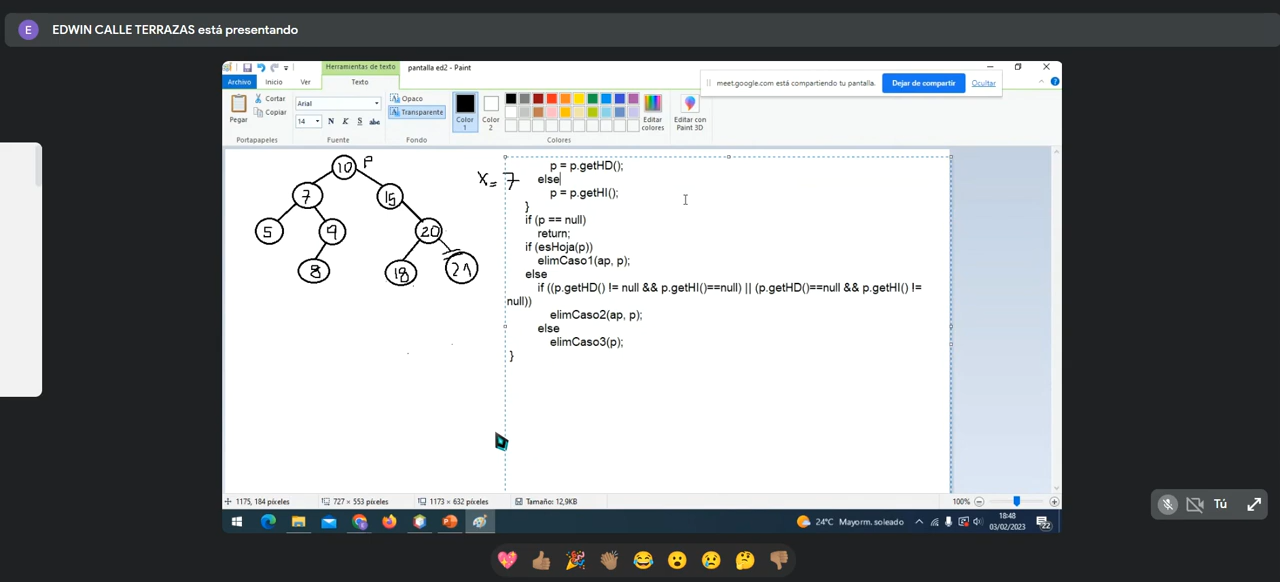 E EDWIN CALLE TERRAZAS está presentando
Herramientas de texto
pantalla ed2 - Paint
Archivo Inicio Ver Texto
meet.google.com está compartiendo tu pantalla.
Dejar de compartir
Ocultar
Pegar
Cortar
Copiar
Portapapeles
Arial
14
N K S abc
Fuente
Opaco
Transparente
Fondo
Color 1
Color 2
Editar colores
Editar con Paint 3D
Colores
10 P
7 15
5 9 20
8 18 21
X= 7
p = p.getHD();
else
p = p.getHI();
}
if (p == null)
return;
if (esHoja(p))
elimCaso1(ap, p);
else
if ((p.getHD() != null && p.getHI()==null) || (p.getHD()==null && p.getHI() !=
null))
elimCaso2(ap, p);
else
elimCaso3(p);
}
1175, 184 píxeles
727 × 553 píxeles
1173 × 632 píxeles
Tamaño: 12,9KB
100%
24°C Mayorm. soleado
18:48
03/02/2023
22
Tú